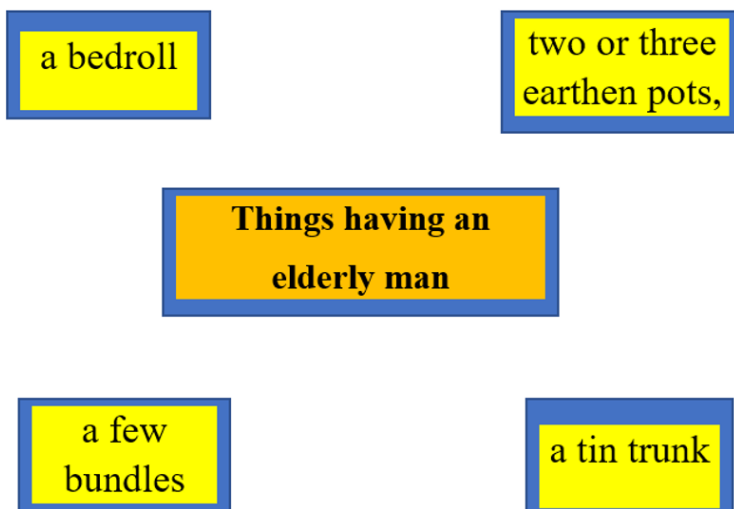 a bedroll
two or three
earthen pots,
Things having an
elderly man
a few
bundles
a tin trunk